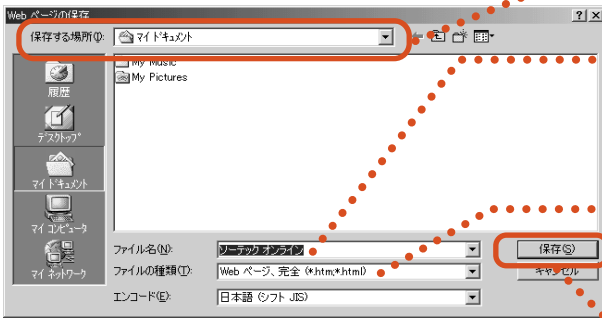 Web ページの保存
保存する場所(I):
マイ ドキュメント
My Music
My Pictures
履歴
デスクトップ
マイ ドキュメント
マイ コンピュータ
マイ ネットワーク
ファイル名(N):
ソーテック オンライン
保存(S)
ファイルの種類(T):
Web ページ、完全 (*.htm;*.html)
キャンセル
エンコード(E):
日本語 (シフト JIS)